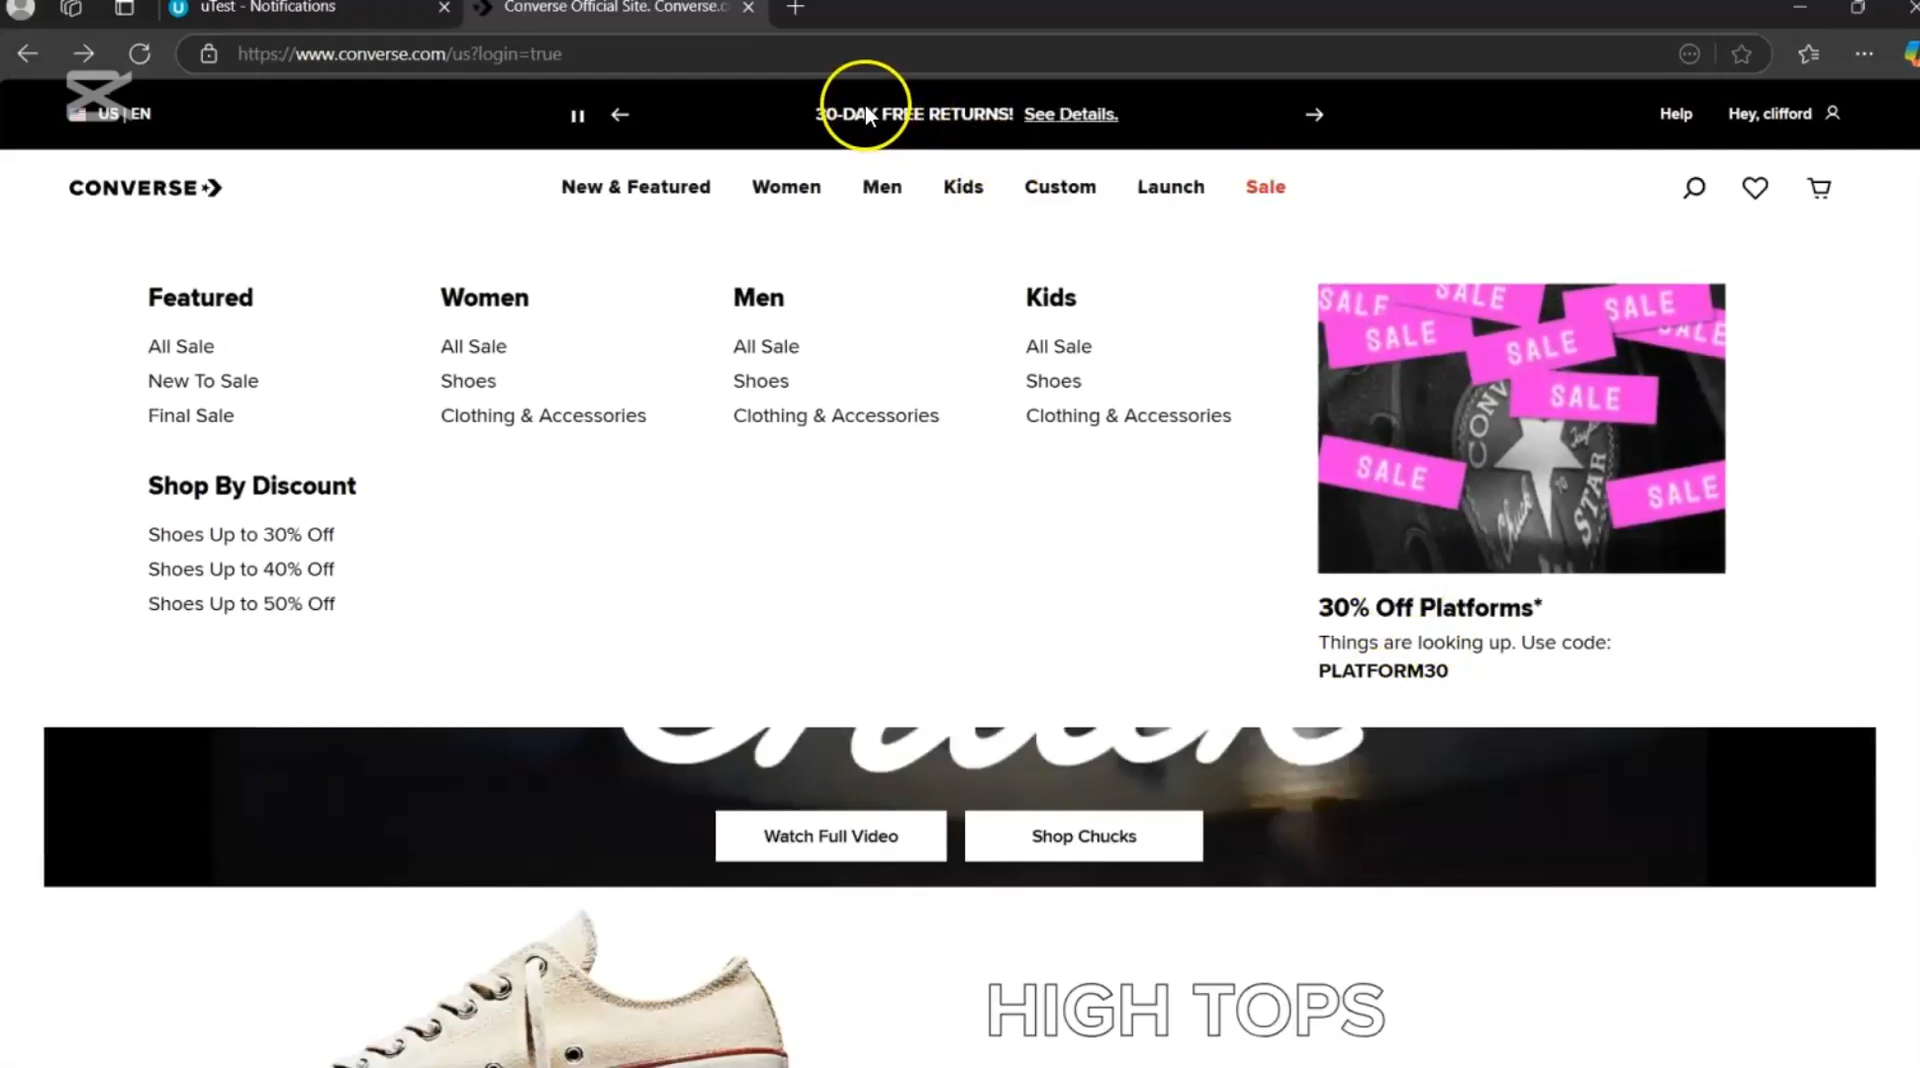 uTest - Notifications
Converse Official Site. Converse.c
https://www.converse.com/us?login=true
US | EN
30-DAY FREE RETURNS! See Details.
Help
Hey, clifford
CONVERSE
New & Featured Women Men Kids Custom Launch Sale
Featured
All Sale
New To Sale
Final Sale
Shop By Discount
Shoes Up to 30% Off
Shoes Up to 40% Off
Shoes Up to 50% Off
Women
All Sale
Shoes
Clothing & Accessories
Men
All Sale
Shoes
Clothing & Accessories
Kids
All Sale
Shoes
Clothing & Accessories
SALE
SALE
SALE
SALE
SALE
SALE
SALE
SALE
SALE
CONV
STAR
Chuck
30% Off Platforms*
Things are looking up. Use code:
PLATFORM30
Watch Full Video
Shop Chucks
HIGH TOPS